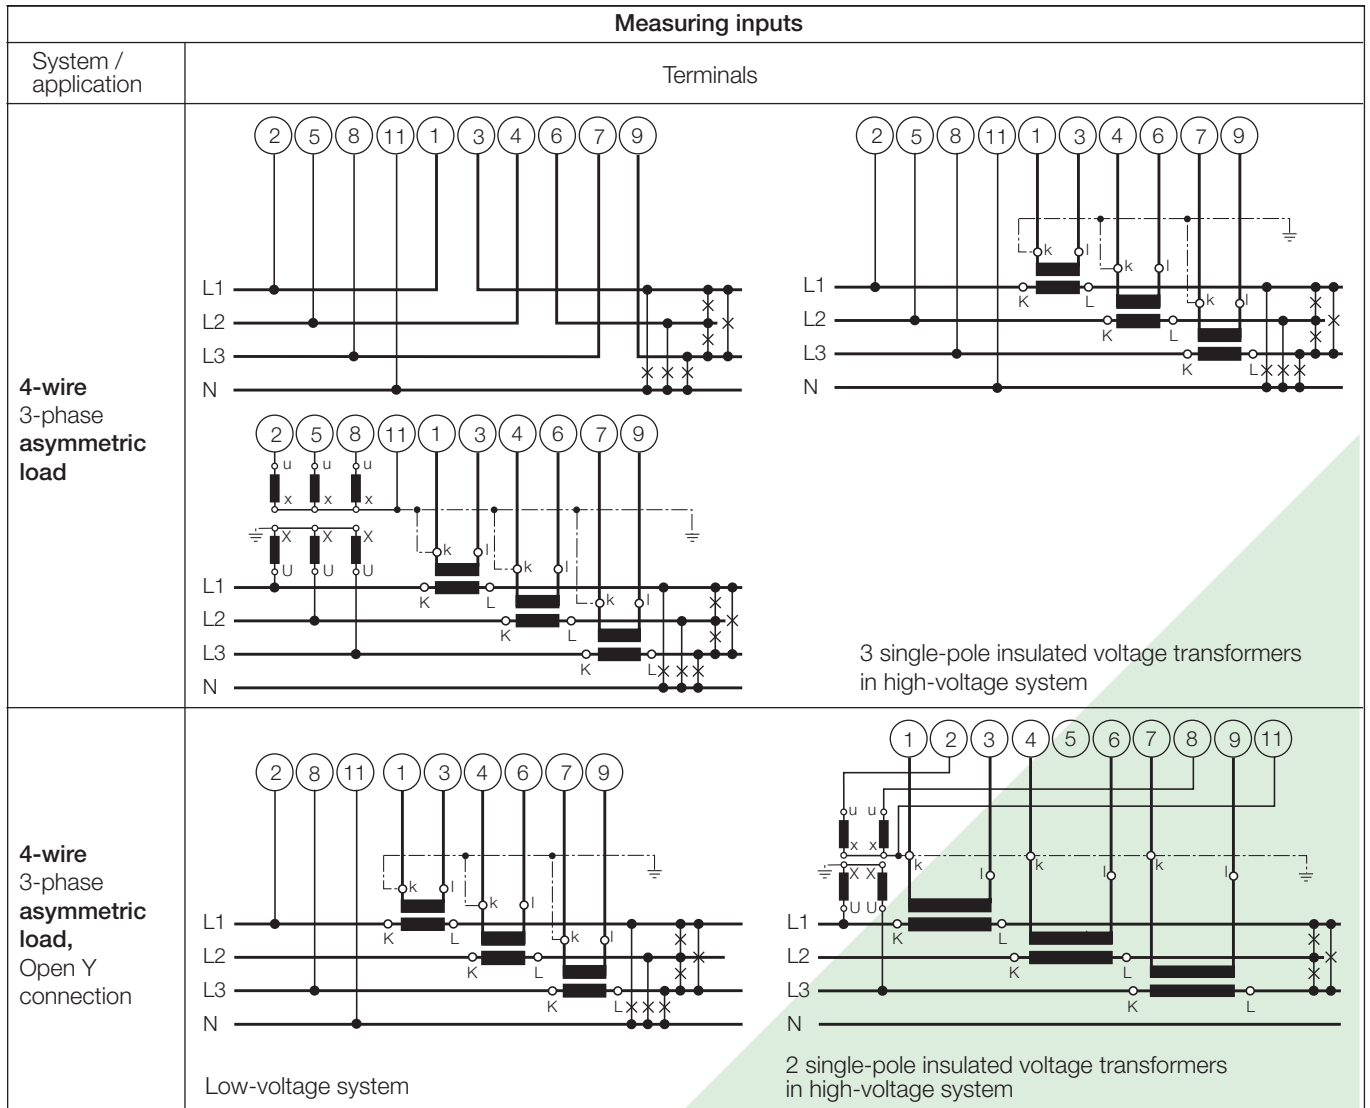 Measuring inputs
System /
application
Terminals
4-wire
3-phase
asymmetric
load
2 5 8 11 1 3 4 6 7 9
L1
L2
L3
N
2 5 8 11 1 3 4 6 7 9
k l
k l
k l
L1
K L
L2
K L
L3
K L
N
2 5 8 11 1 3 4 6 7 9
u u u
x x x
X X X
U U U
k l
k l
k l
L1
K L
L2
K L
L3
K L
N
3 single-pole insulated voltage transformers
in high-voltage system
4-wire
3-phase
asymmetric
load,
Open Y
connection
2 8 11 1 3 4 6 7 9
k l
k l
k l
L1
K L
L2
K L
L3
K L
N
Low-voltage system
1 2 3 4 5 6 7 8 9 11
u u
x x
X X
U U
k k k
l l l
L1
K L
L2
K L
L3
K L
N
2 single-pole insulated voltage transformers
in high-voltage system